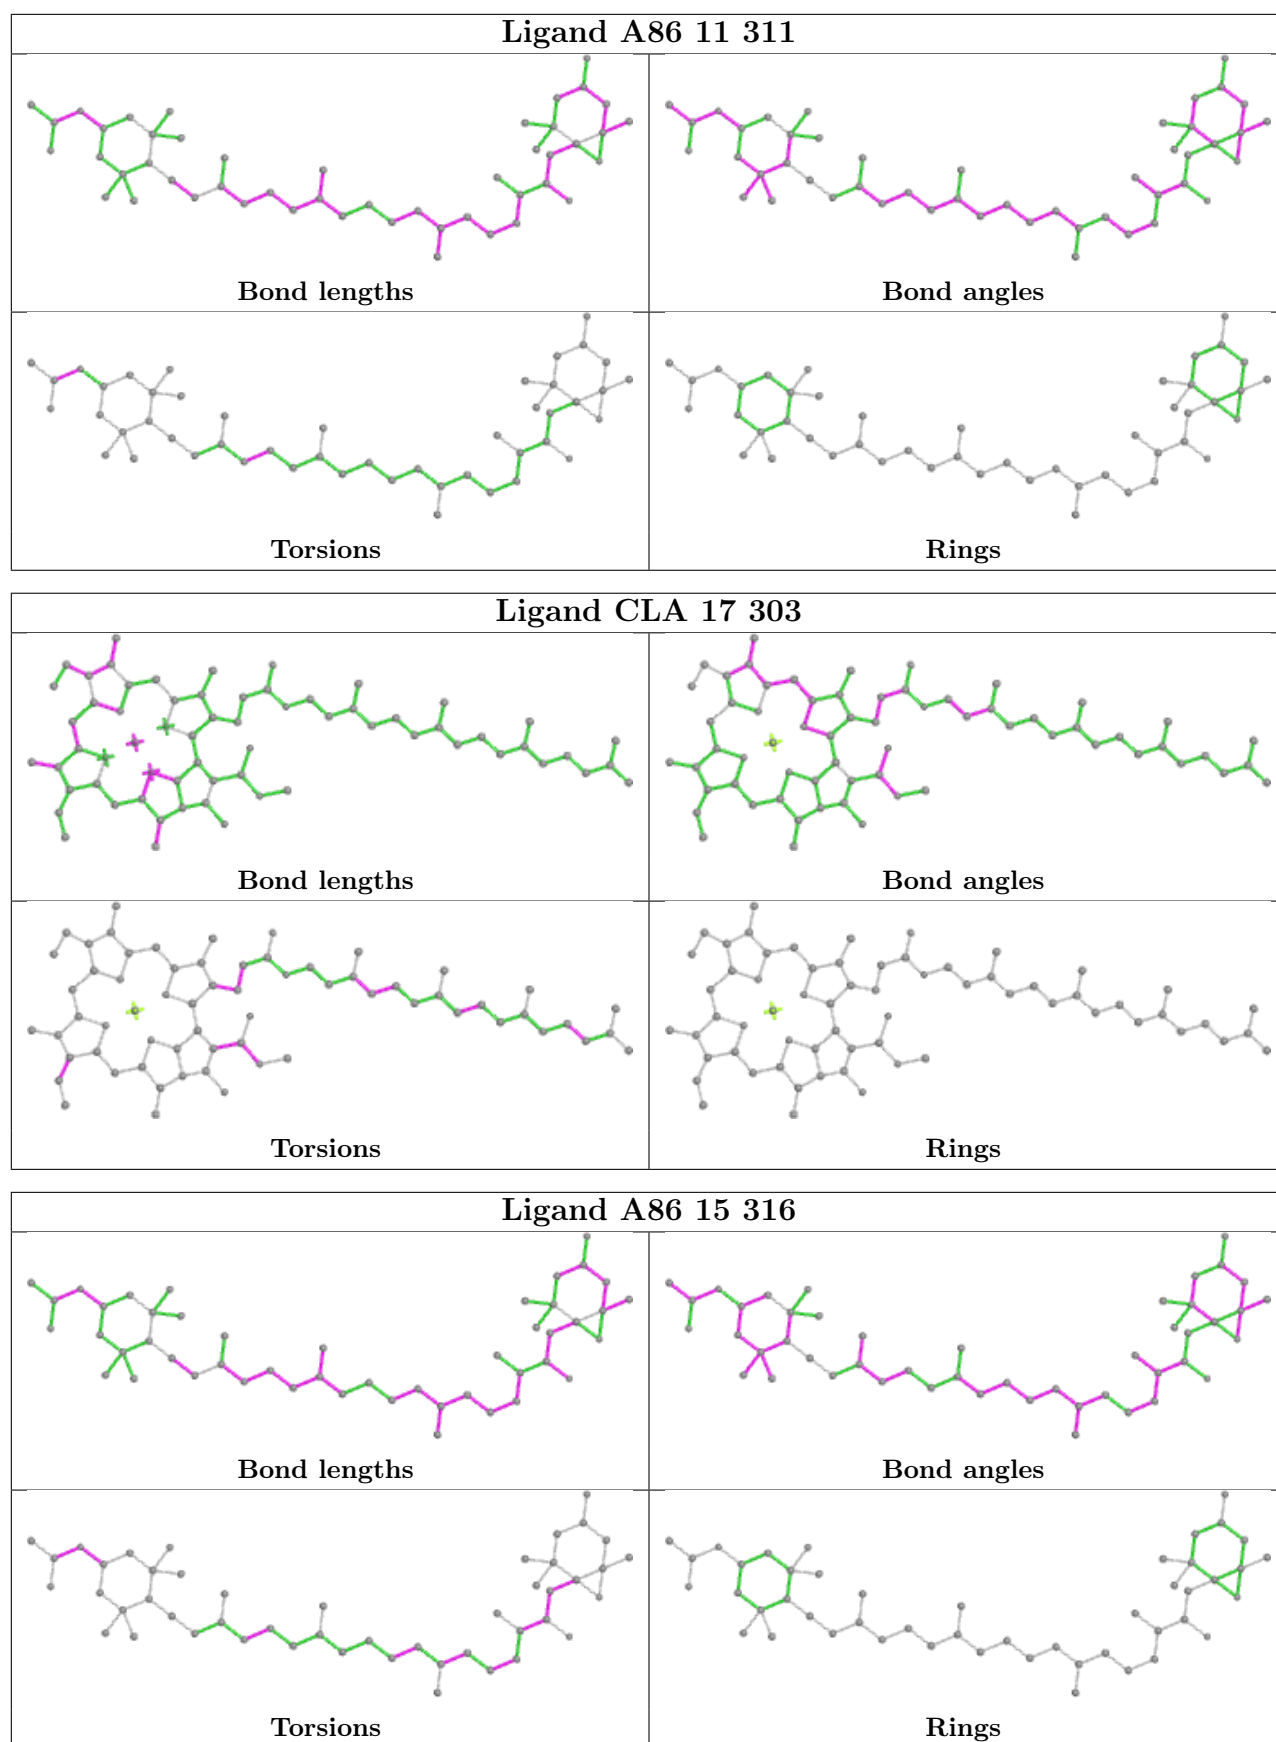 Ligand A86 11 311
Bond lengths
Bond angles
Torsions
Rings
Ligand CLA 17 303
Bond lengths
Bond angles
Torsions
Rings
Ligand A86 15 316
Bond lengths
Bond angles
Torsions
Rings